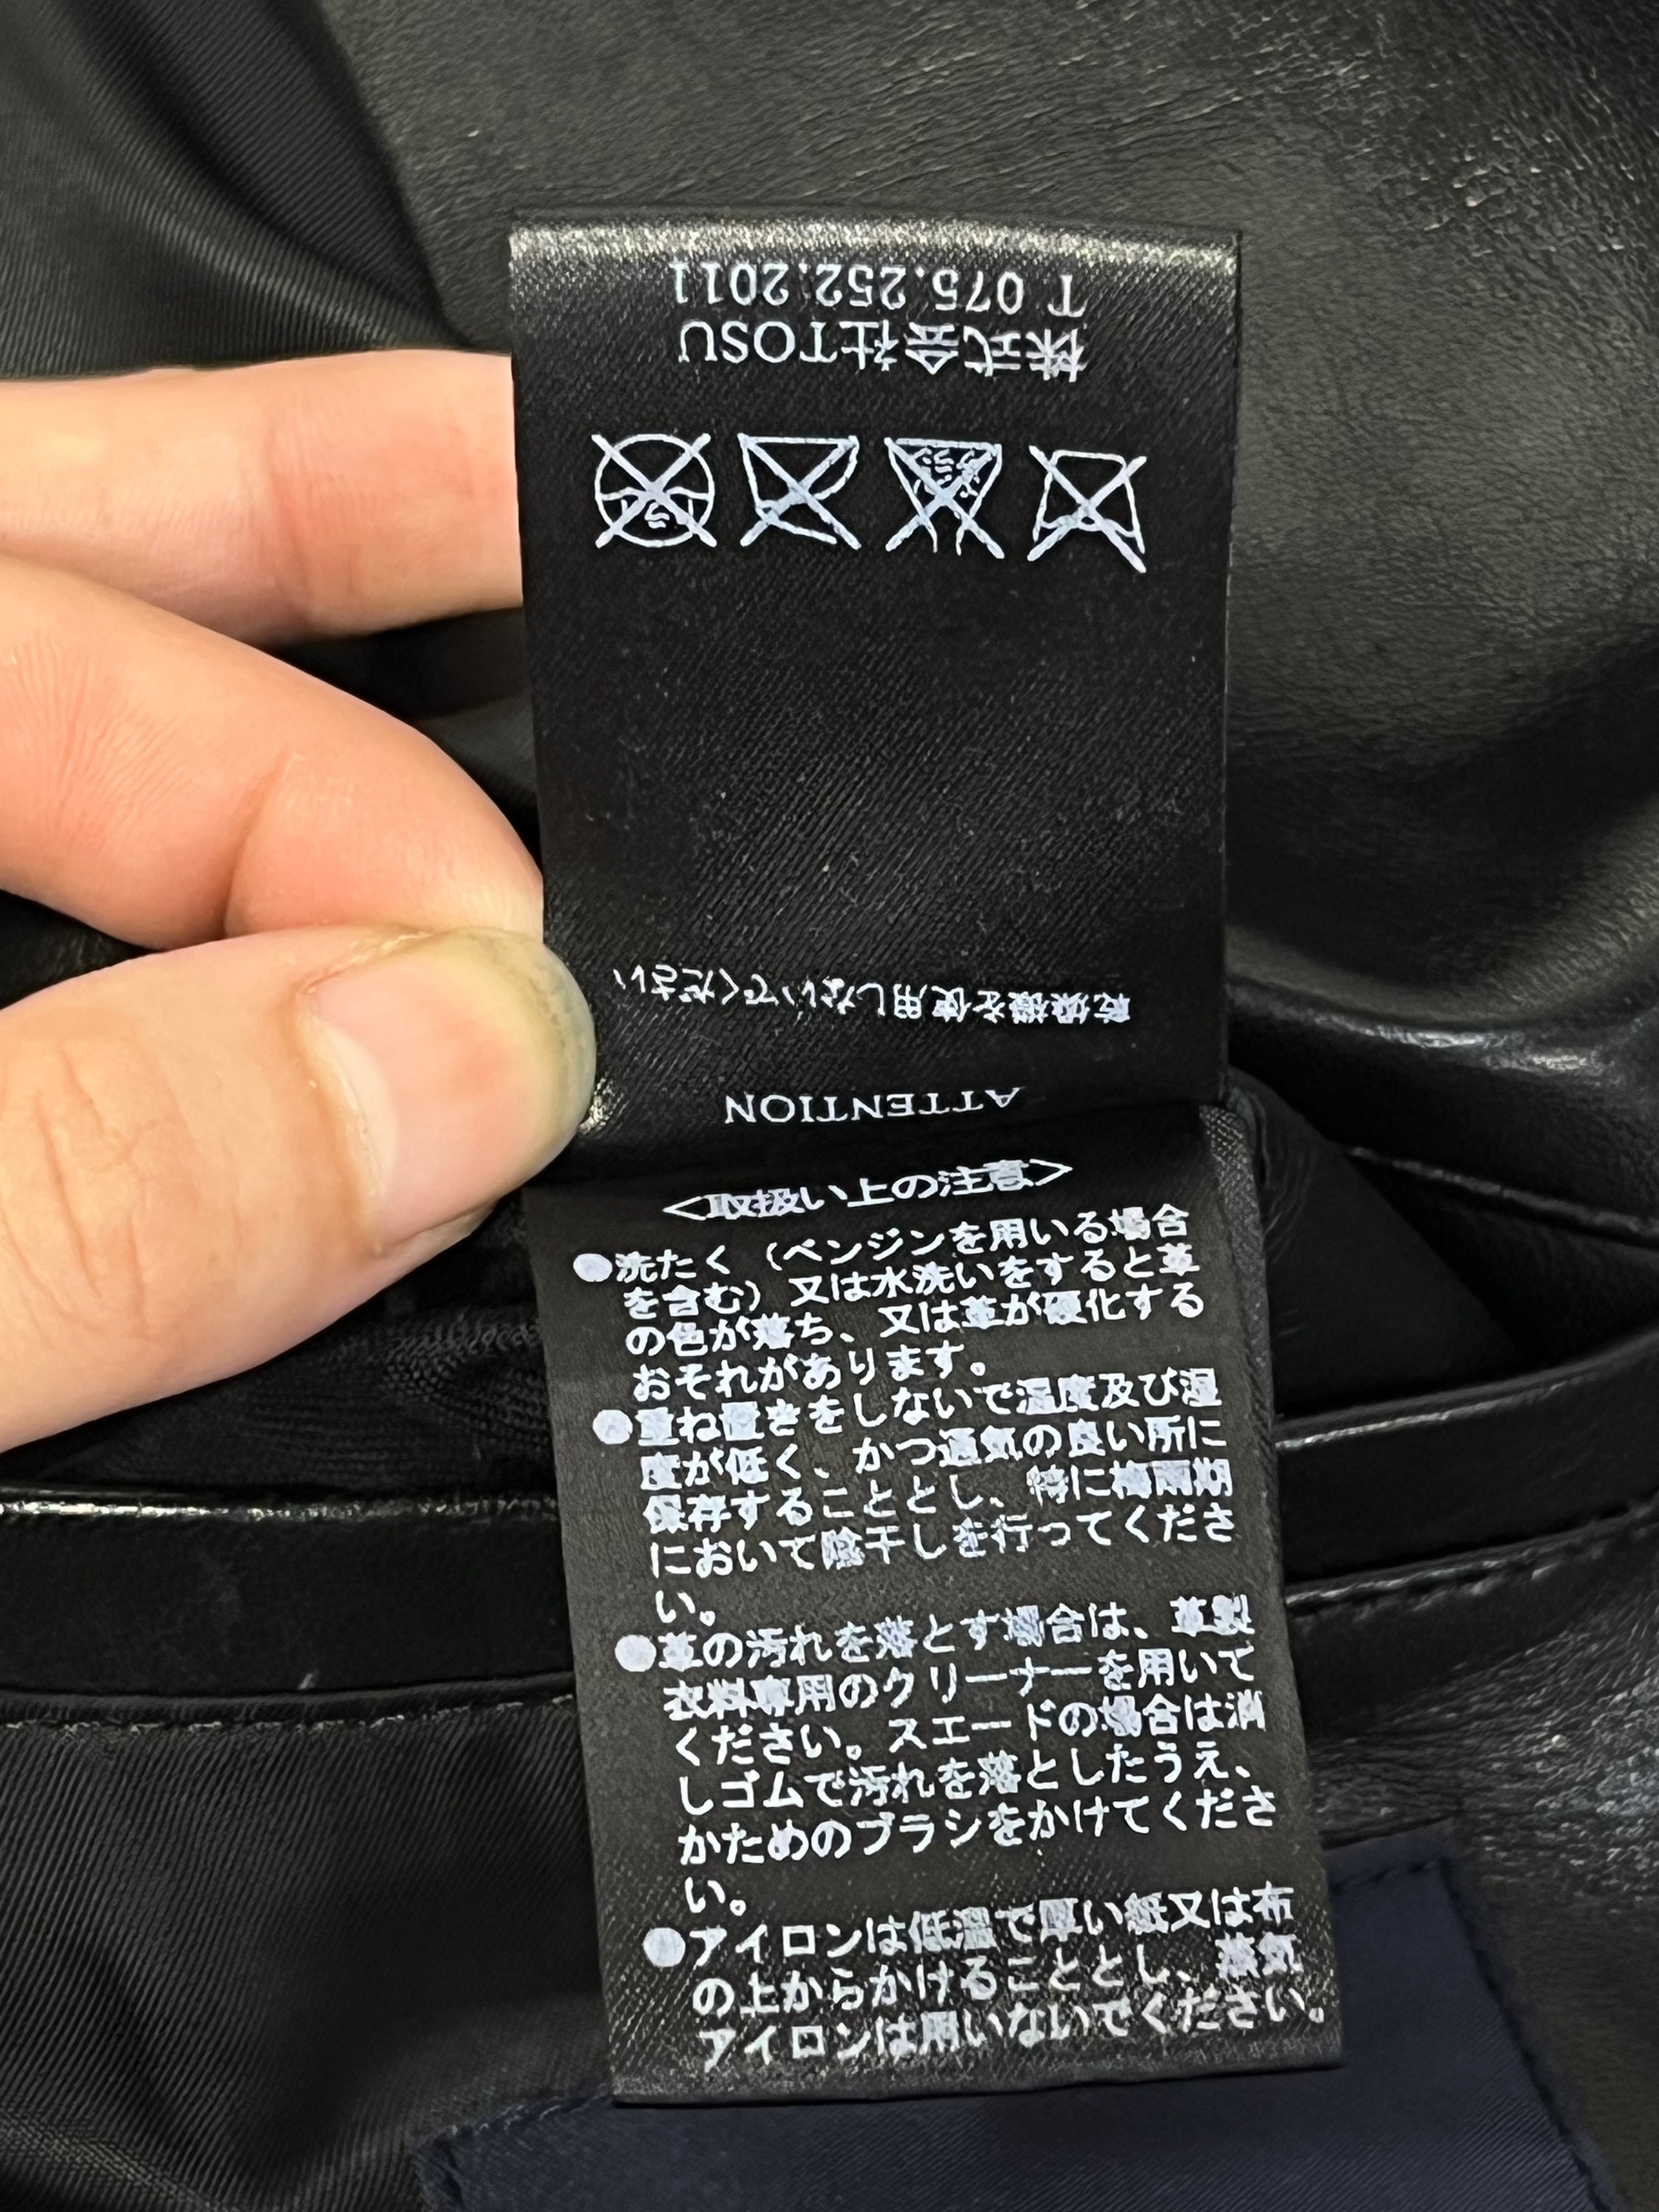 株式会社TOSU
T 075.252.2011
ATTENTION
乾燥機を使用しないでください
<取扱い上の注意>
●洗たく（ベンジンを用いる場合
を含む）又は水洗いをすると革
の色が落ち、又は革が硬化する
おそれがあります。
●重ね置きをしないで温度及び湿
度が低く、かつ通気の良い所に
保存することとし、特に梅雨期
において陰干しを行ってくださ
い。
●革の汚れを落とす場合は、革製
衣料専用のクリーナーを用いて
ください。スエードの場合は消
しゴムで汚れを落としたうえ、
かためのブラシをかけてくださ
い。
●アイロンは低温で厚い紙又は布
の上からかけることとし、蒸気
アイロンは用いないでください。